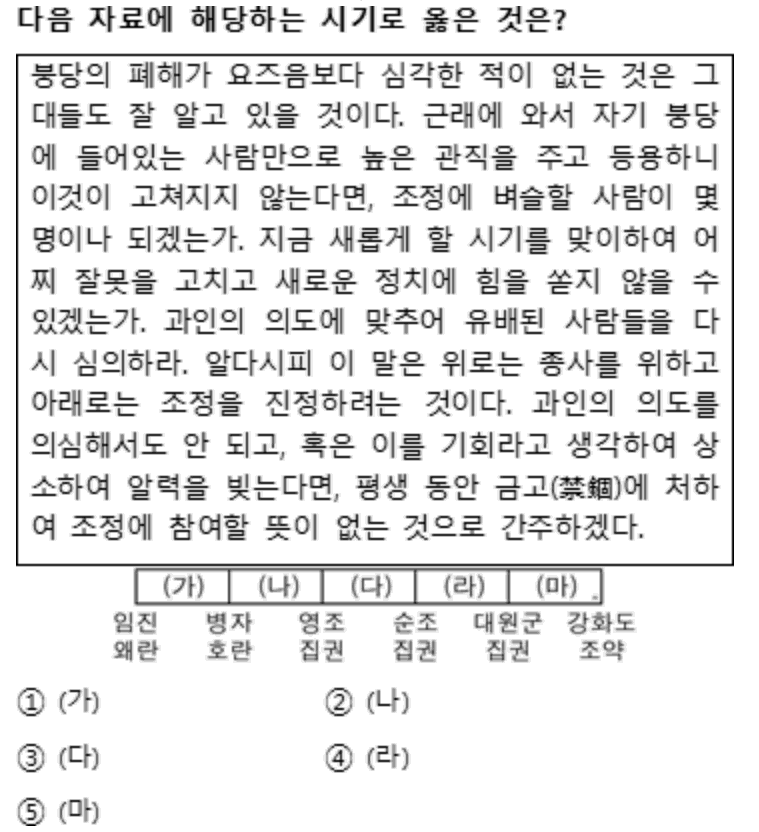 다음 자료에 해당하는 시기로 옳은 것은?
붕당의 폐해가 요즈음보다 심각한 적이 없는 것은 그
대들도 잘 알고 있을 것이다. 근래에 와서 자기 붕당
에 들어있는 사람만으로 높은 관직을 주고 등용하니
이것이 고쳐지지 않는다면, 조정에 벼슬할 사람이 몇
명이나 되겠는가. 지금 새롭게 할 시기를 맞이하여 어
찌 잘못을 고치고 새로운 정치에 힘을 쏟지 않을 수
있겠는가. 과인의 의도에 맞추어 유배된 사람들을 다
시 심의하라. 알다시피 이 말은 위로는 종사를 위하고
아래로는 조정을 진정하려는 것이다. 과인의 의도를
의심해서도 안 되고, 혹은 이를 기회라고 생각하여 상
소하여 알력을 빚는다면, 평생 동안 금고(禁錮)에 처하
여 조정에 참여할 뜻이 없는 것으로 간주하겠다.
(가) (나) (다) (라) (마)
임진 병자 영조 순조 대원군 강화도
왜란 호란 집권 집권 집권 조약
① (가) ② (나)
③ (다) ④ (라)
⑤ (마)